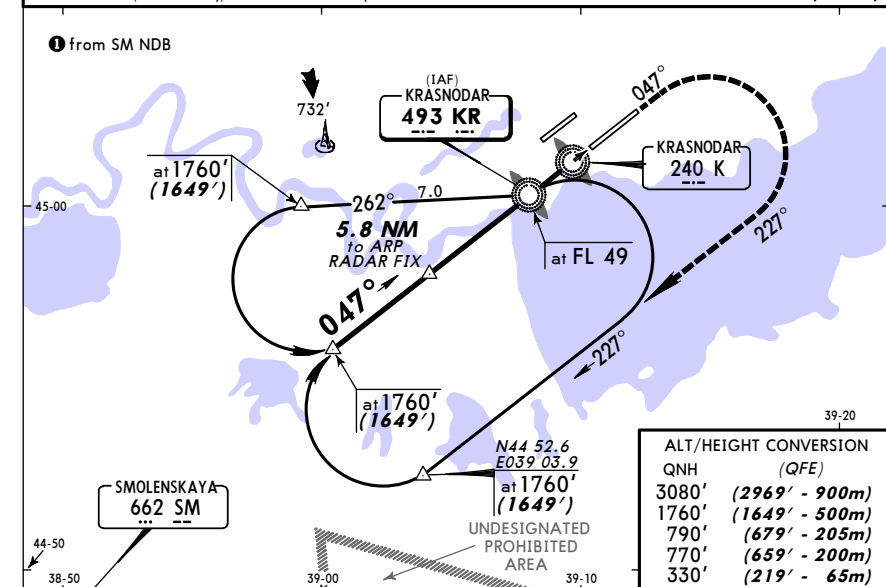 ❶ from SM NDB
732'
(IAF)
KRASNODAR
493 KR
047°
KRASNODAR
240 K
at 1760'
(1649')
262°
7.0
45-00
5.8 NM
to ARP
RADAR FIX
at FL 49
227°
047°
227°
at 1760'
(1649')
39-20
N44 52.6
E039 03.9
at 1760'
(1649')
SMOLENSKAYA
662 SM
UNDESIGNATED
PROHIBITED
AREA
44-50
38-50
39-00
39-10
ALT/HEIGHT CONVERSION
QNH (QFE)
3080' (2969' - 900m)
1760' (1649' - 500m)
790' (679' - 205m)
770' (659' - 200m)
330' (219' - 65m)